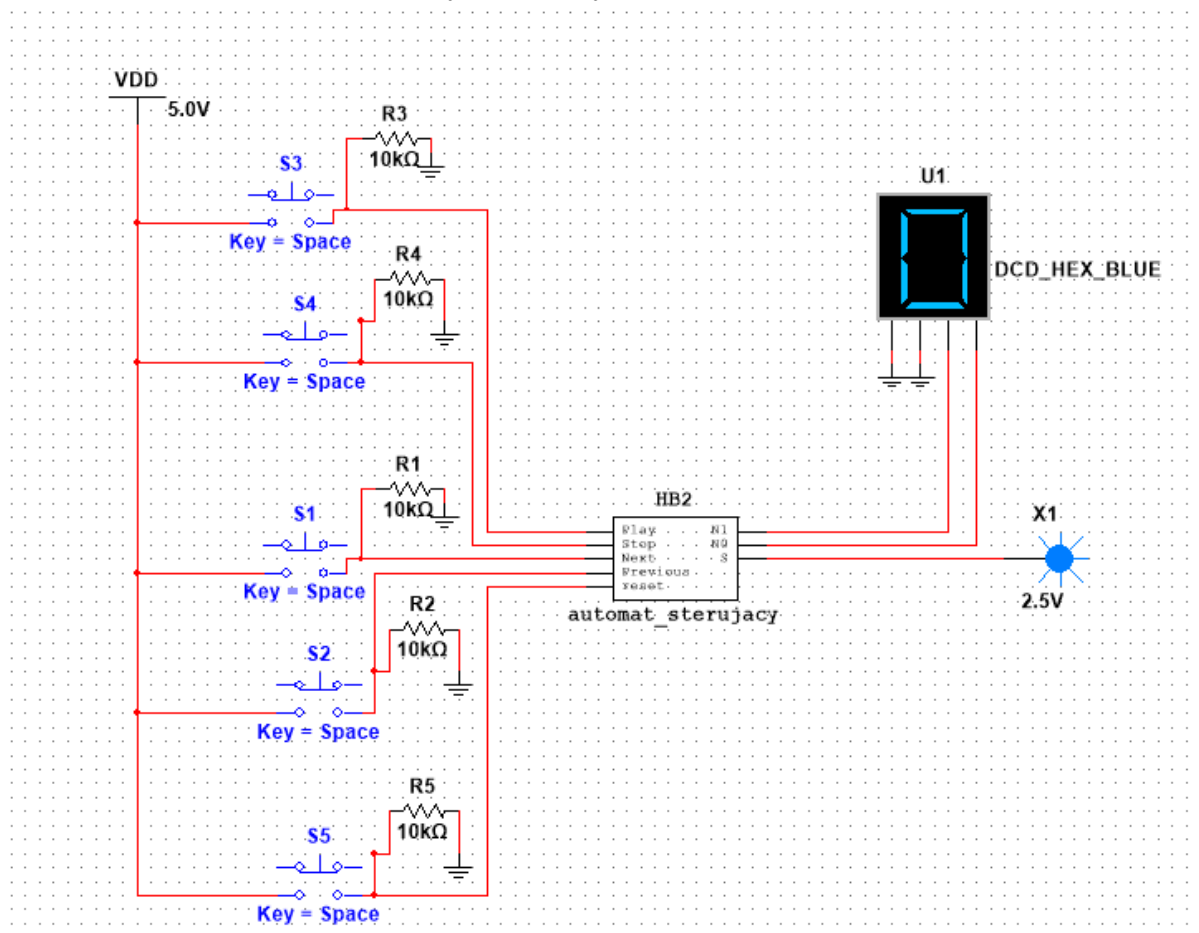 VDD
5.0V
R3
10kΩ
S3
Key = Space
R4
10kΩ
S4
Key = Space
U1
DCD_HEX_BLUE
R1
10kΩ
S1
Key = Space
HB2
Play N1
Stop N0
Next S
Previous
reset
automat_sterujacy
X1
2.5V
R2
10kΩ
S2
Key = Space
R5
10kΩ
S5
Key = Space
0